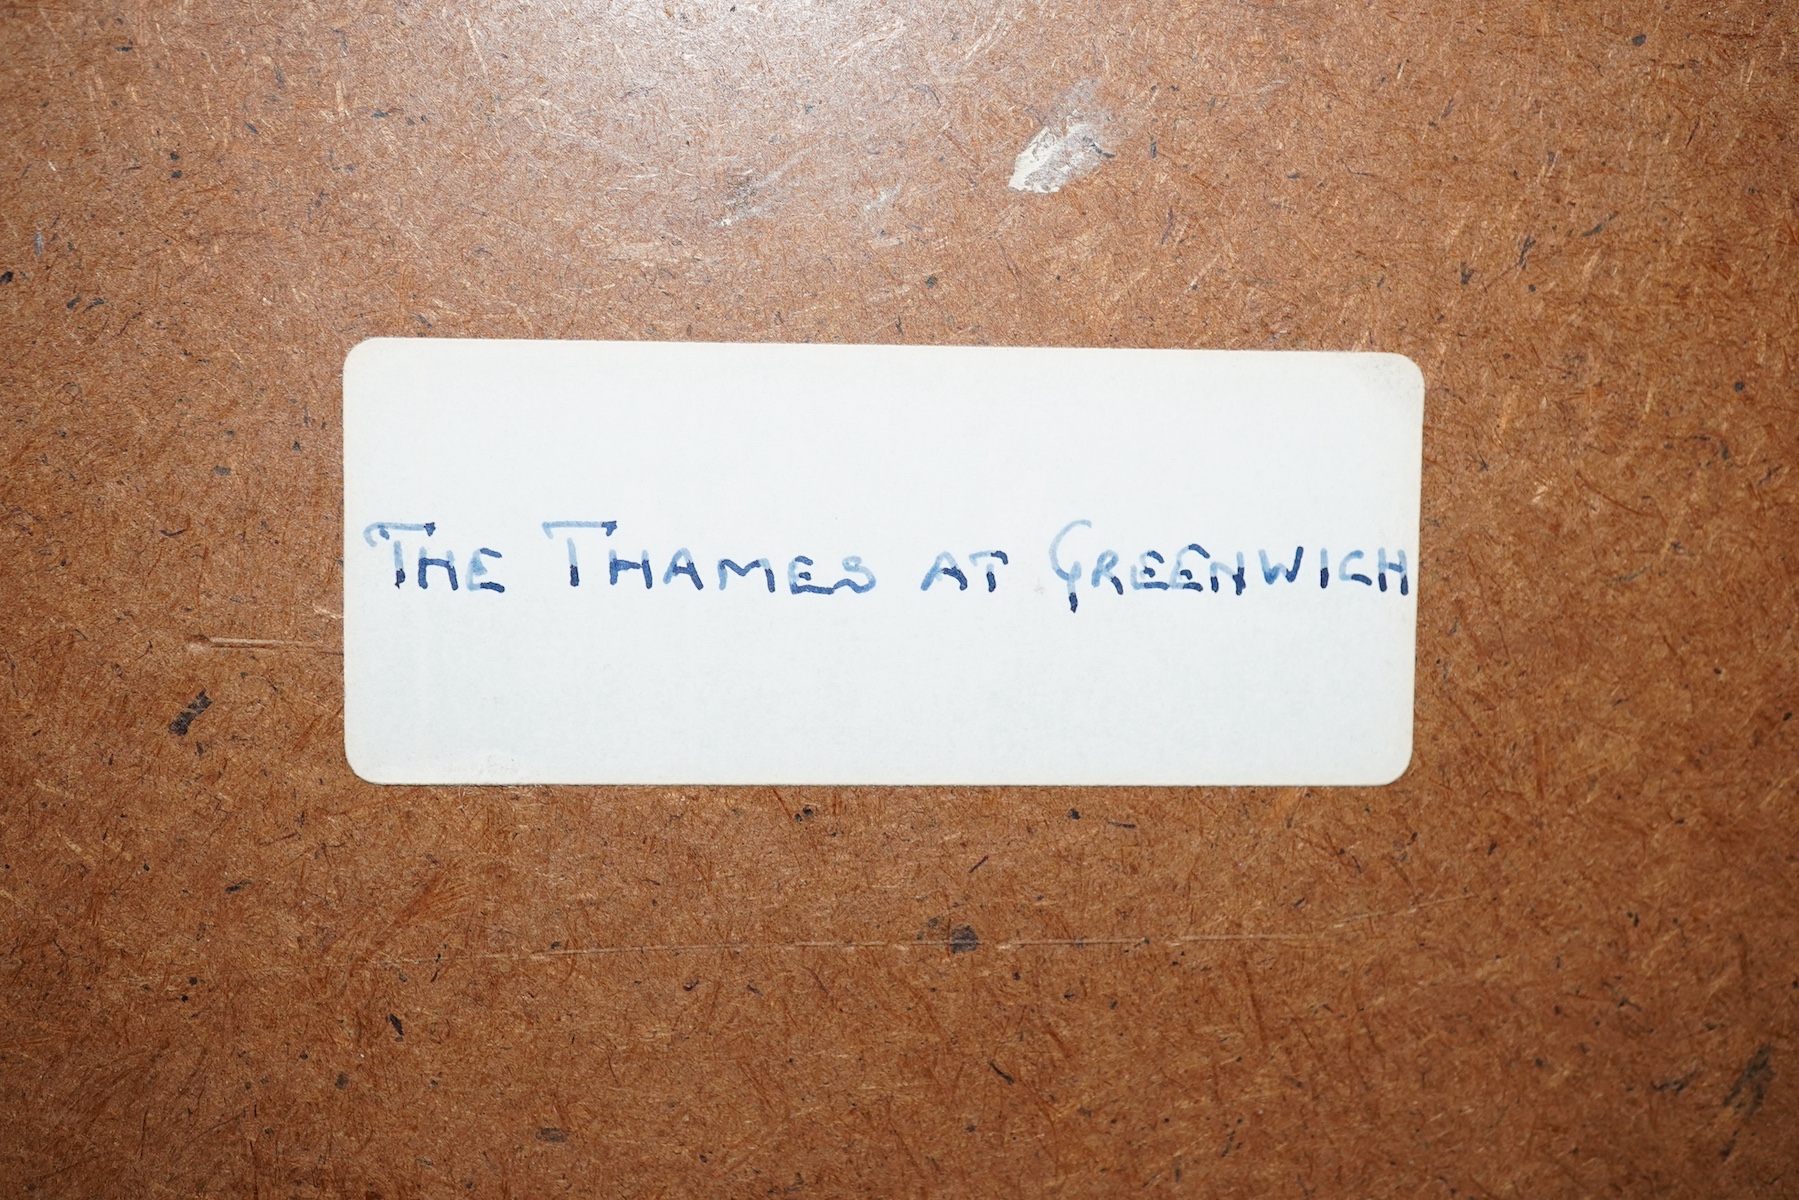 THE THAMES AT GREENWICH